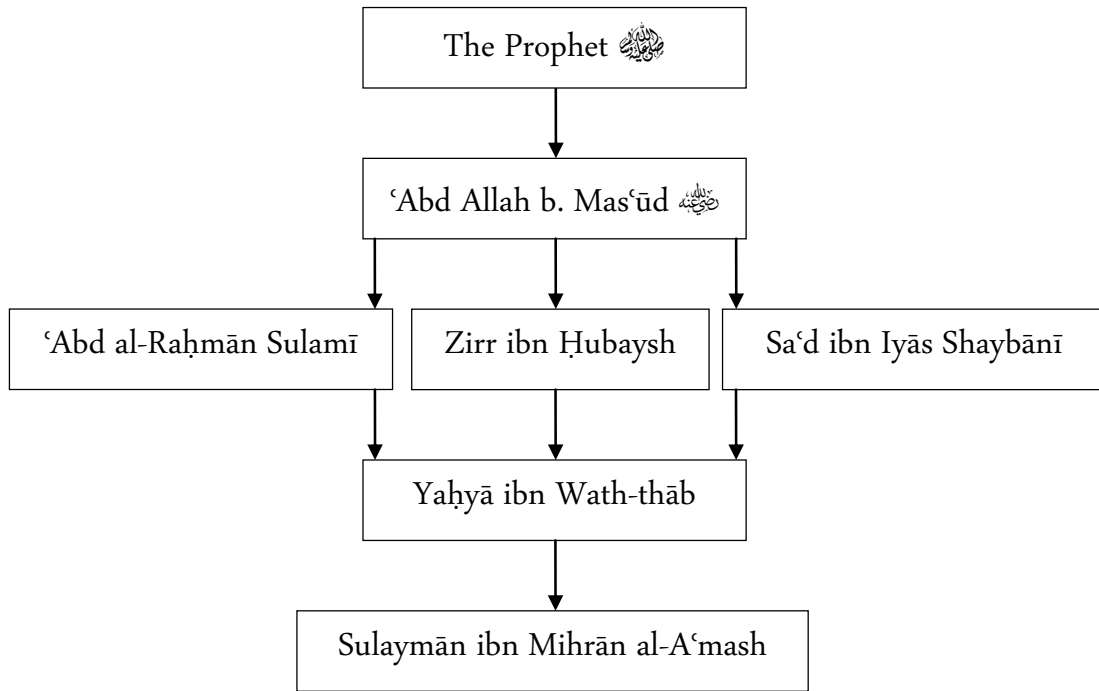 The Prophet ﷺ
ʿAbd Allah b. Masʿūd رضي الله عنه
ʿAbd al-Raḥmān Sulamī
Zirr ibn Ḥubaysh
Saʿd ibn Iyās Shaybānī
Yaḥyā ibn Wath-thāb
Sulaymān ibn Mihrān al-Aʿmash